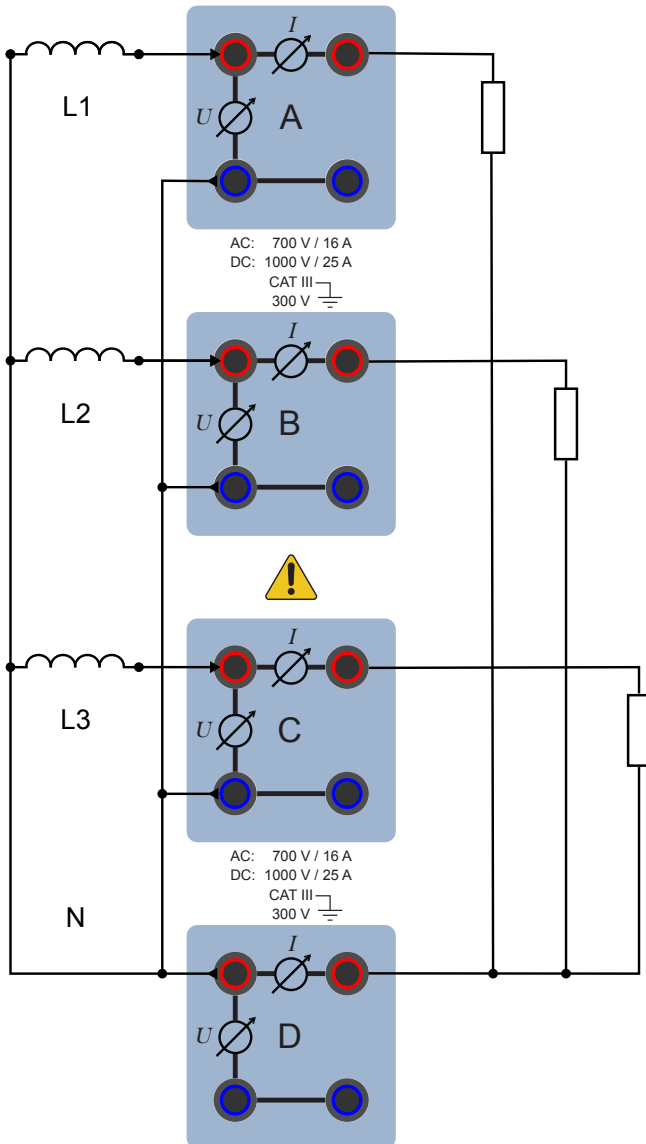 I
L1
U A
AC: 700 V / 16 A
DC: 1000 V / 25 A
CAT III
300 V
I
L2
U B
I
L3
U C
AC: 700 V / 16 A
DC: 1000 V / 25 A
CAT III
300 V
N
I
U D